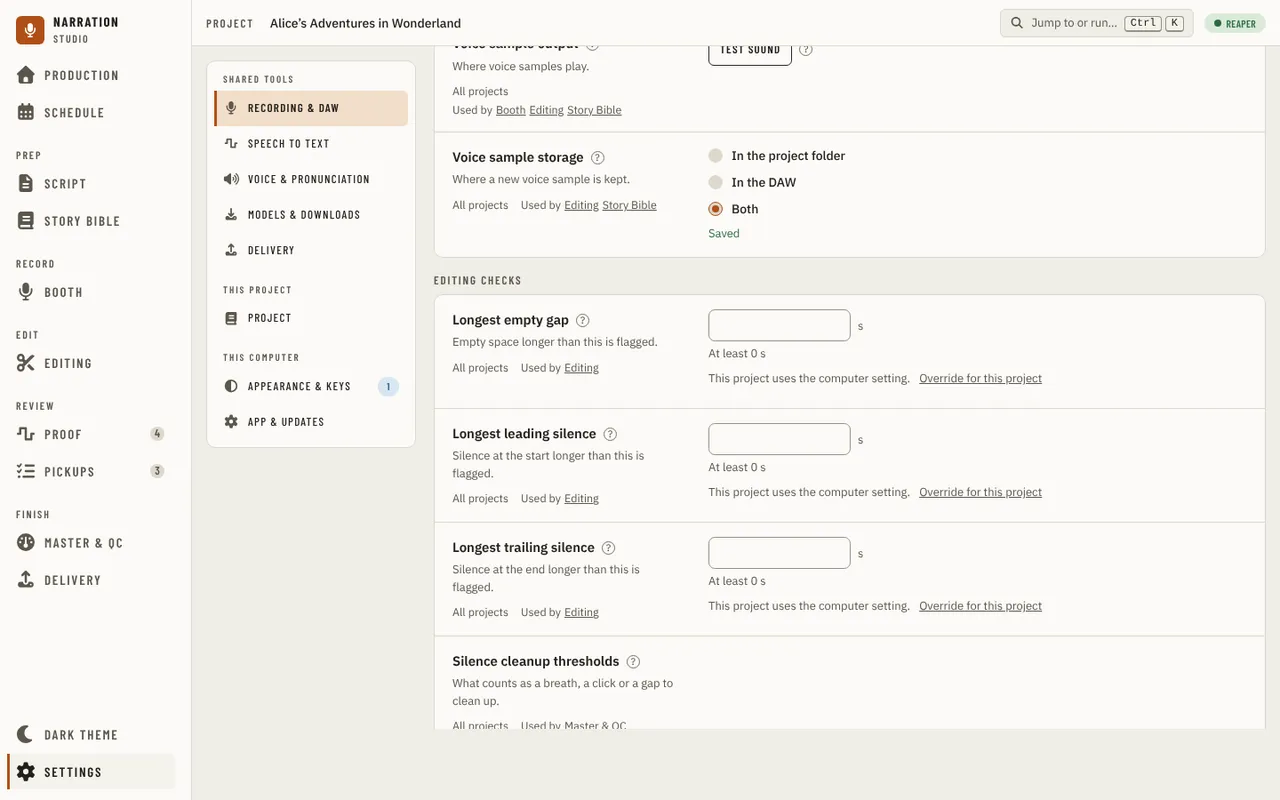 NARRATION
STUDIO
PRODUCTION
SCHEDULE
PREP
SCRIPT
STORY BIBLE
RECORD
BOOTH
EDIT
EDITING
REVIEW
PROOF 4
PICKUPS 3
FINISH
MASTER & QC
DELIVERY
DARK THEME
SETTINGS
PROJECT Alice's Adventures in Wonderland
Jump to or run... Ctrl K
REAPER
SHARED TOOLS
RECORDING & DAW
SPEECH TO TEXT
VOICE & PRONUNCIATION
MODELS & DOWNLOADS
DELIVERY
THIS PROJECT
PROJECT
THIS COMPUTER
APPEARANCE & KEYS 1
APP & UPDATES
Voice sample output ?
Where voice samples play.
All projects
Used by Booth Editing Story Bible
TEST SOUND ?
Voice sample storage ?
Where a new voice sample is kept.
All projects Used by Editing Story Bible
In the project folder
In the DAW
Both
Saved
EDITING CHECKS
Longest empty gap ?
Empty space longer than this is flagged.
All projects Used by Editing
s
At least 0 s
This project uses the computer setting. Override for this project
Longest leading silence ?
Silence at the start longer than this is
flagged.
All projects Used by Editing
s
At least 0 s
This project uses the computer setting. Override for this project
Longest trailing silence ?
Silence at the end longer than this is
flagged.
All projects Used by Editing
s
At least 0 s
This project uses the computer setting. Override for this project
Silence cleanup thresholds ?
What counts as a breath, a click or a gap to
clean up.
All projects Used by Master & QC